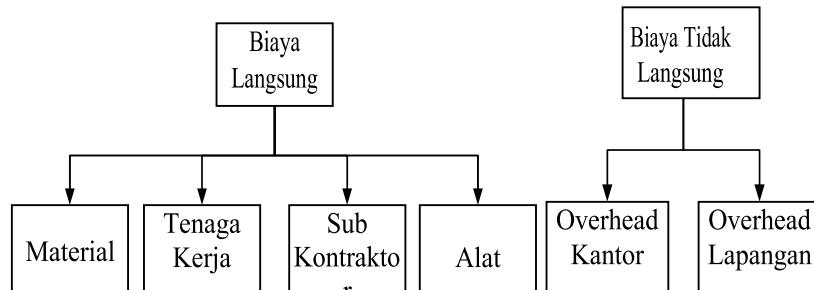 Biaya
Langsung
Biaya Tidak
Langsung
Material
Tenaga
Kerja
Sub
Kontrakto
r
Alat
Overhead
Kantor
Overhead
Lapangan